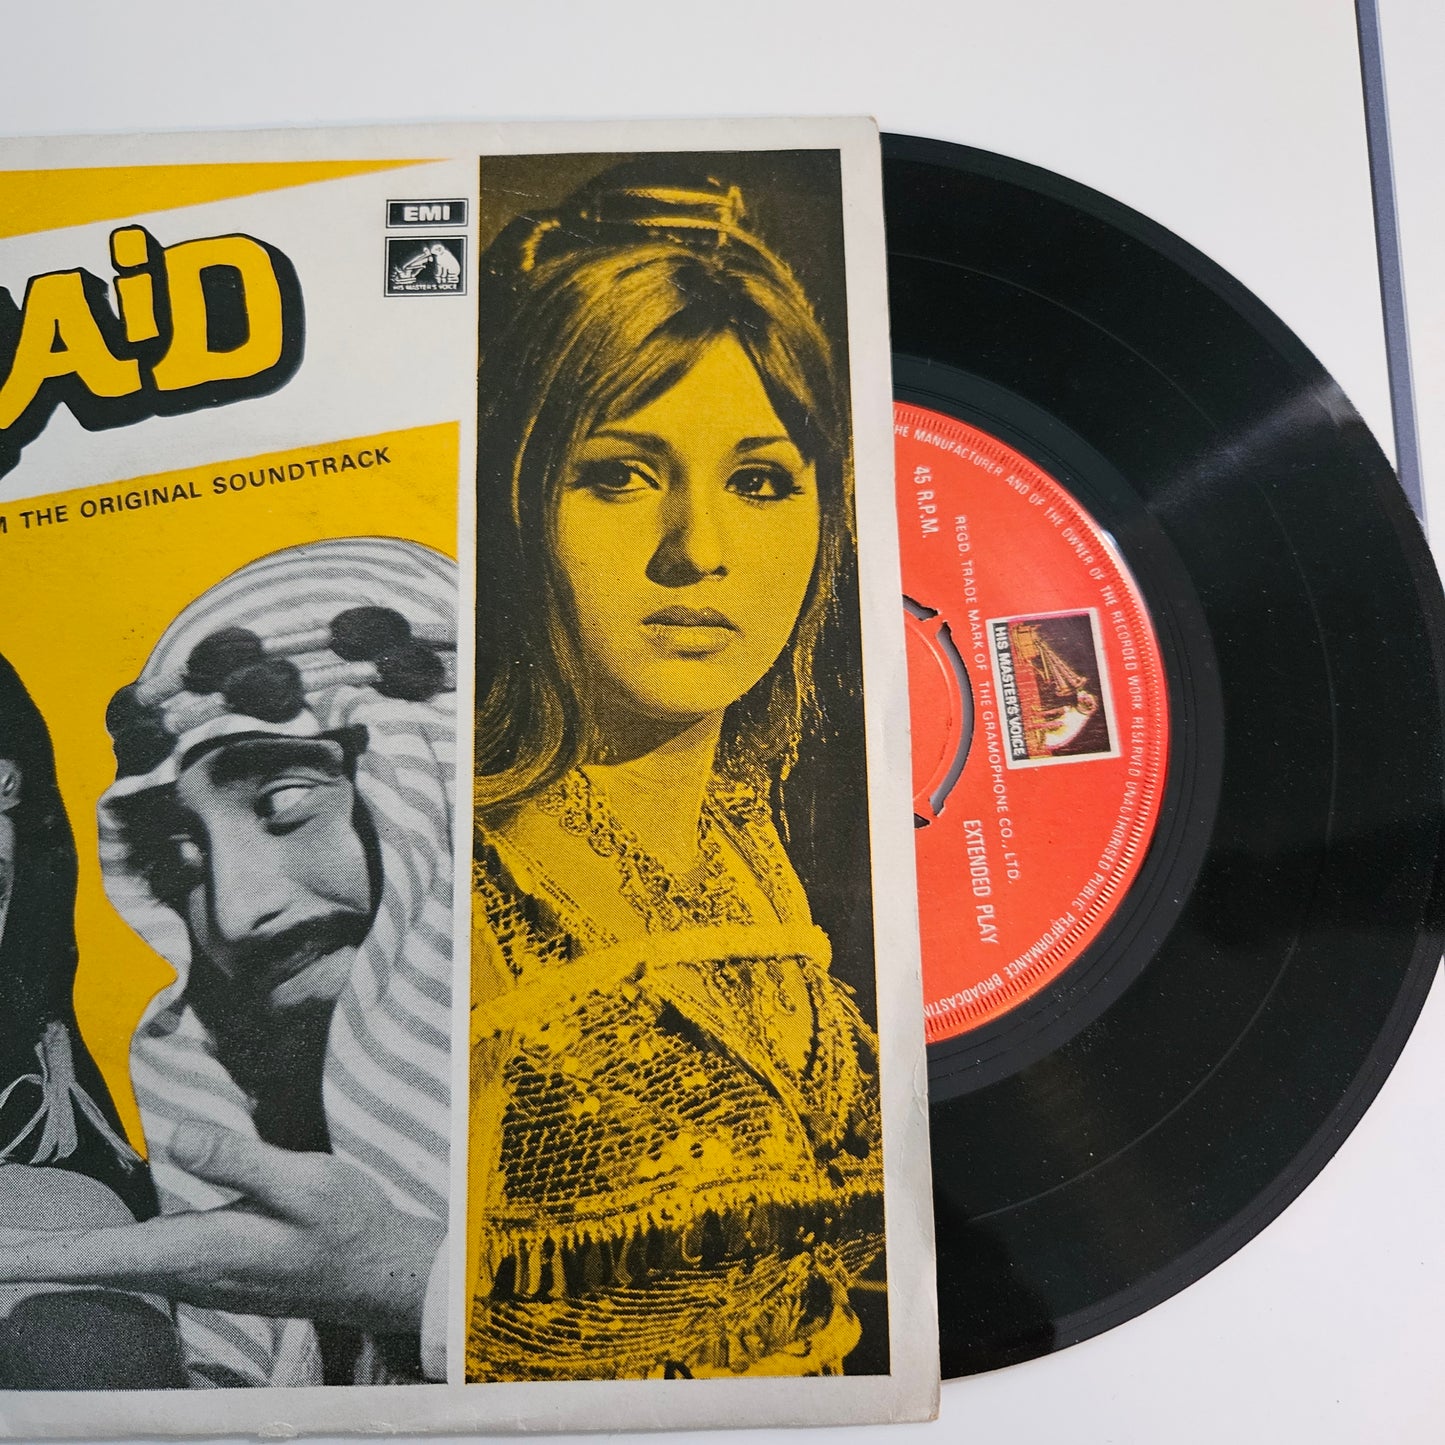 AiD
EMI
HIS MASTER'S VOICE
THE ORIGINAL SOUNDTRACK
45 R.P.M.
THE MANUFACTURER AND OF THE OWNER OF THE RECORDED WORK RESERVED UNAUTHORISED PUBLIC PERFORMANCE BROADCASTIN
REGD. TRADE MARK OF THE GRAMOPHONE CO., LTD.
HIS MASTER'S VOICE
EXTENDED PLAY